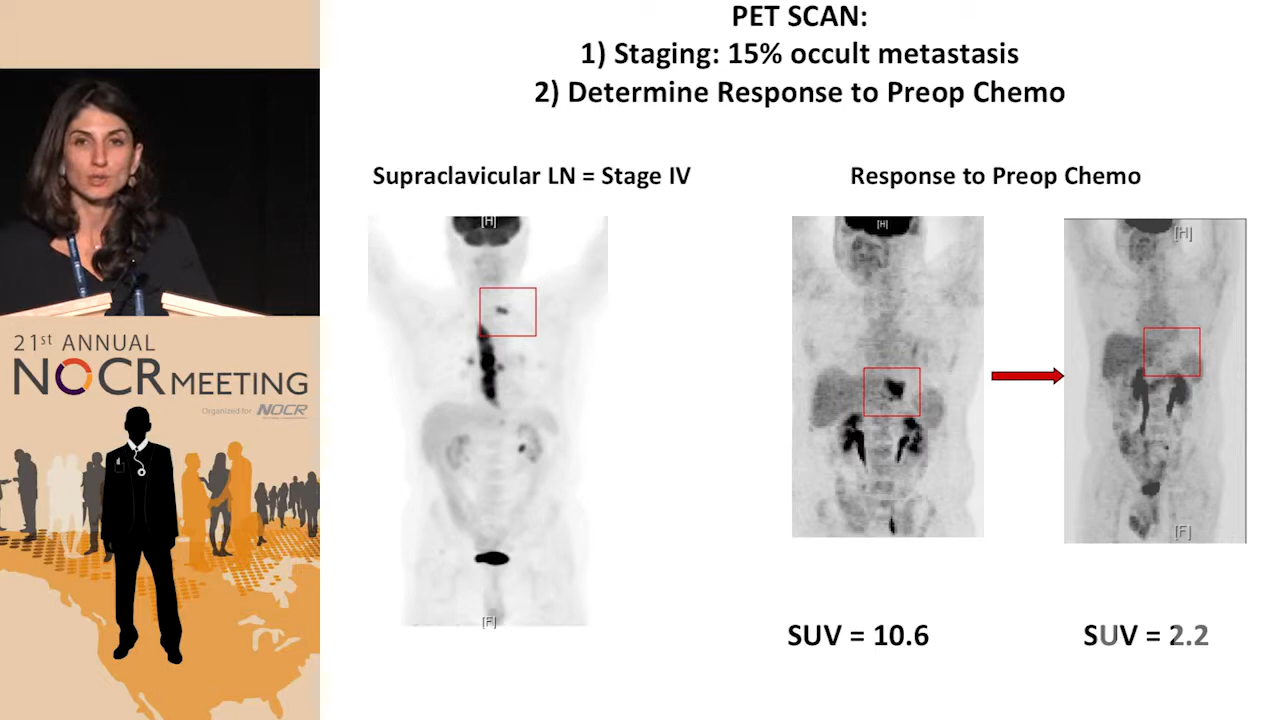 PET SCAN:
1) Staging: 15% occult metastasis
2) Determine Response to Preop Chemo
Supraclavicular LN = Stage IV
Response to Preop Chemo
[H]
[H]
[H]
[F]
[F]
SUV = 10.6
SUV = 2.2
21st ANNUAL
NOCR MEETING
Organized for NOCR